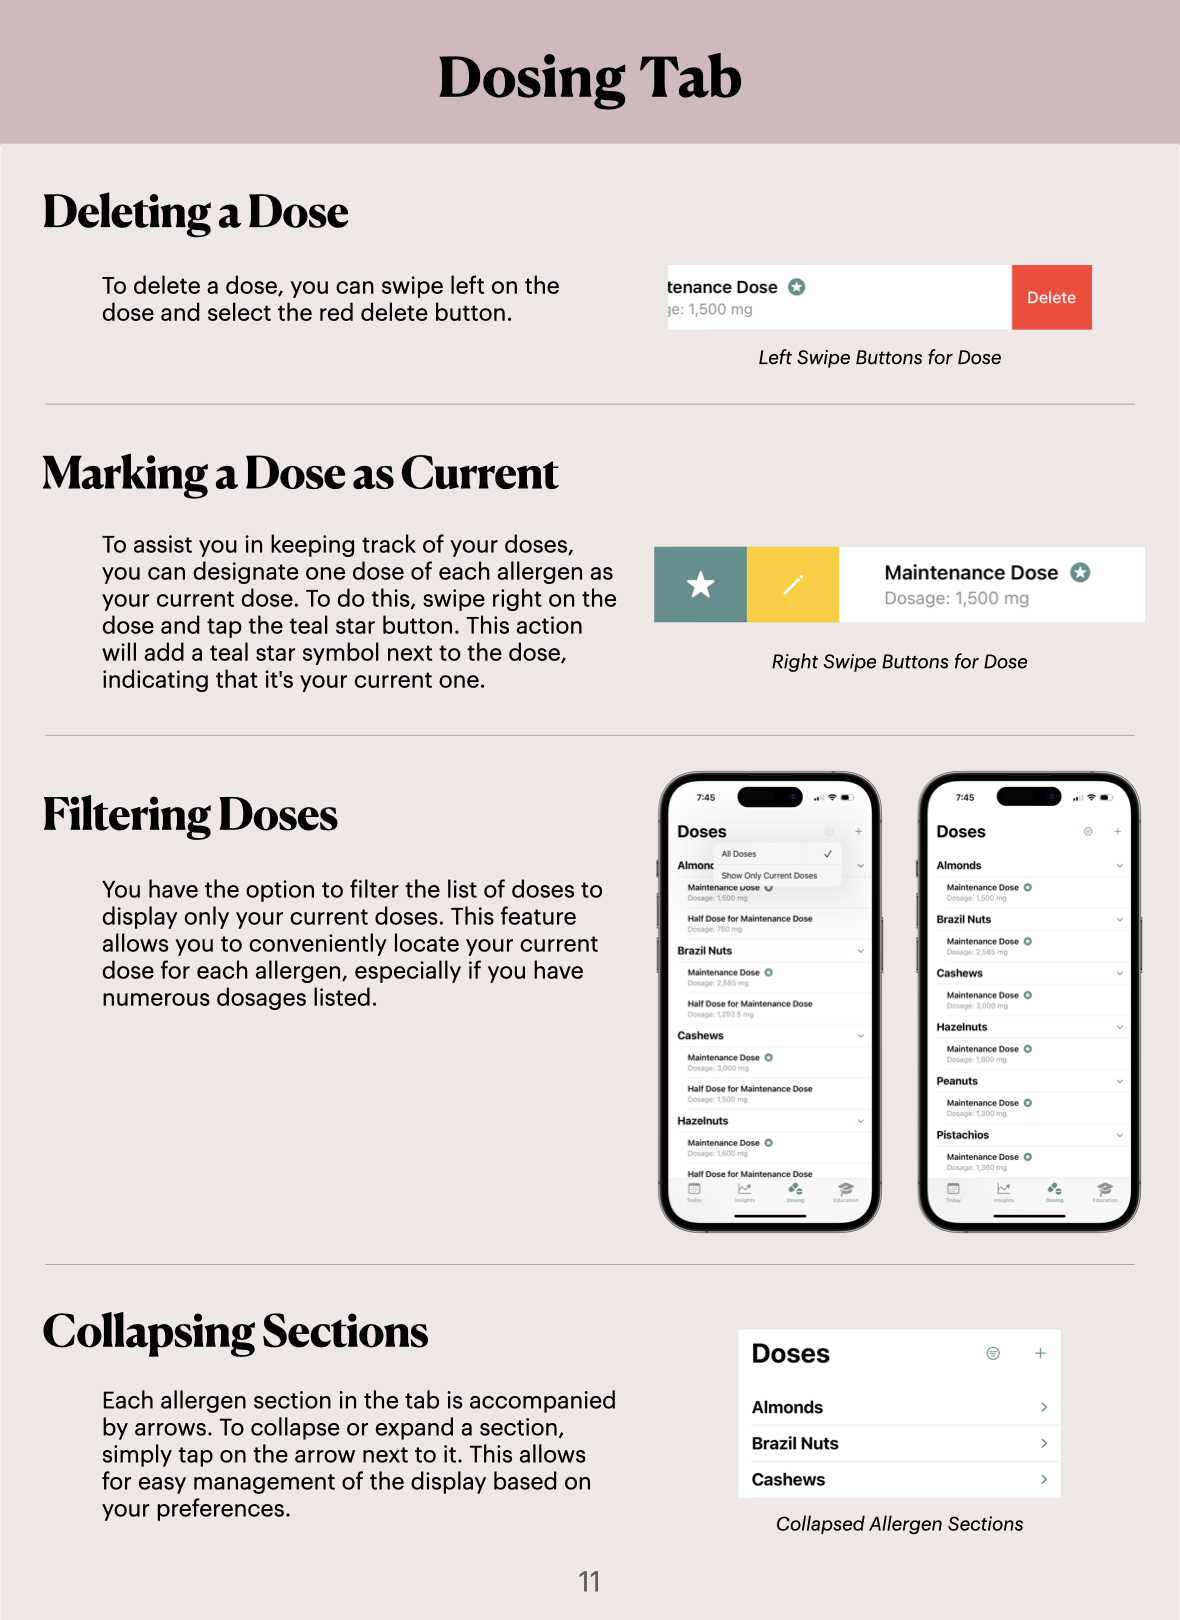 Dosing Tab
Deleting a Dose
To delete a dose, you can swipe left on the
dose and select the red delete button.
tenance Dose
ge: 1,500 mg
Delete
Left Swipe Buttons for Dose
Marking a Dose as Current
To assist you in keeping track of your doses,
you can designate one dose of each allergen as
your current dose. To do this, swipe right on the
dose and tap the teal star button. This action
will add a teal star symbol next to the dose,
indicating that it's your current one.
Maintenance Dose
Dosage: 1,500 mg
Right Swipe Buttons for Dose
Filtering Doses
You have the option to filter the list of doses to
display only your current doses. This feature
allows you to conveniently locate your current
dose for each allergen, especially if you have
numerous dosages listed.
7:45
Doses
All Doses
Show Only Current Doses
Almond
Maintenance Dose
Dosage: 1,500 mg
Half Dose for Maintenance Dose
Dosage: 750 mg
Brazil Nuts
Maintenance Dose
Dosage: 2,585 mg
Half Dose for Maintenance Dose
Dosage: 1,292.5 mg
Cashews
Maintenance Dose
Dosage: 3,000 mg
Half Dose for Maintenance Dose
Dosage: 1,500 mg
Hazelnuts
Maintenance Dose
Dosage: 1,600 mg
Half Dose for Maintenance Dose
Today Insights Dosing Education
7:45
Doses
Almonds
Maintenance Dose
Dosage: 1,500 mg
Brazil Nuts
Maintenance Dose
Dosage: 2,585 mg
Cashews
Maintenance Dose
Dosage: 3,000 mg
Hazelnuts
Maintenance Dose
Dosage: 1,600 mg
Peanuts
Maintenance Dose
Dosage: 1,300 mg
Pistachios
Maintenance Dose
Dosage: 1,360 mg
Today Insights Dosing Education
Collapsing Sections
Each allergen section in the tab is accompanied
by arrows. To collapse or expand a section,
simply tap on the arrow next to it. This allows
for easy management of the display based on
your preferences.
Doses
Almonds
Brazil Nuts
Cashews
Collapsed Allergen Sections
11